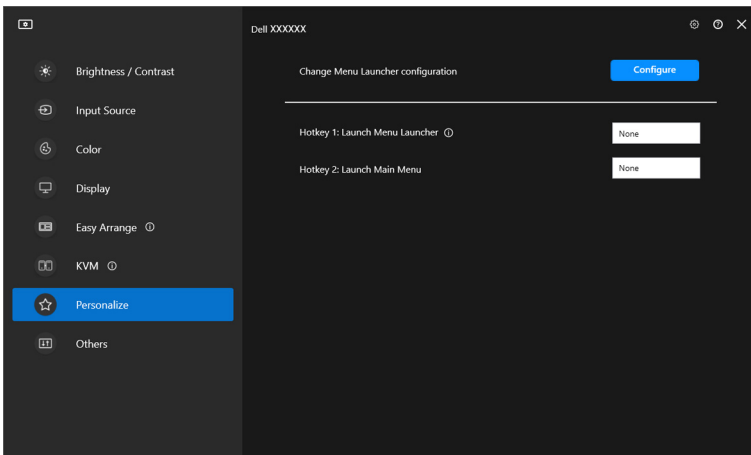 Dell XXXXXX
Brightness / Contrast
Input Source
Color
Display
Easy Arrange
KVM
Personalize
Others
Change Menu Launcher configuration
Configure
Hotkey 1: Launch Menu Launcher
None
Hotkey 2: Launch Main Menu
None